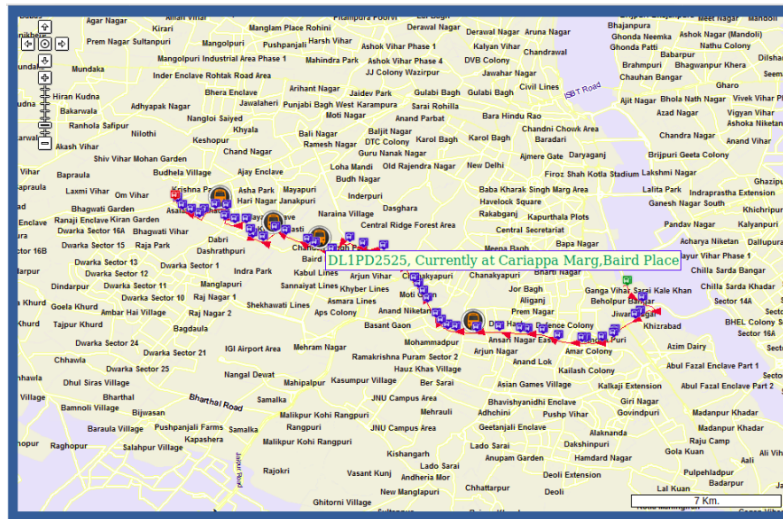 Agar Nagar
Kirari
Manglam Place Rohini
Derawal Nagar
Aruna Nagar
Bhajanpura
Prem Nagar Sultanpuri
Mangolpuri
Pushpanjali
Harsh Vihar
Ashok Vihar Phase 1
Kalyan Vihar
Chandrawal
Ghonda Neemka
Ashok Nagar (Mandoli)
Ghonda Patti
Nathu Colony
Mundaka
Mangolpuri Industrial Area Phase 1
Mahindra Park
Ashok Vihar Phase 4
DVB Colony
Babarpur
Inder Enclave Rohtak Road Area
JJ Colony Wazirpur
Jawahar Nagar
Brahmpuri
Bhagwanpur Khera
Chauhan Bangar
Hiran Kudna
Bhera Enclave
Arihant Nagar
Jaidev Park
Gulabi Bagh
Gulabi Bagh
Civil Lines
ISBT Road
Gharo
Bakarwala
Adhyapak Nagar
Jawalaheri
Punjabi Bagh West
Karampura
Sarai Rohilla
Ajit Nagar
Bhola Nath Nagar
Vivek Vihar
Ranhola Safipur
Nilothi
Nangloi Saiyed
Moti Nagar
Anand Parbat
Bara Hindu Rao
Azad Nagar
Vigyan Vihar
Khyala
Bali Nagar
Baljit Nagar
Chandni Chowk Area
Akash Vihar
Keshopur
Ramesh Nagar
DTC Colony
Karol Bagh
Karol Bagh
Baradari
Chandra Nagar
Anand Vihar
Shiv Vihar Mohan Garden
Chand Nagar
Guru Nanak Nagar
Ajmere Gate
Daryaganj
Brijpuri Geeta Colony
Budhela Village
Ajay Enclave
Loha Mandi
Old Rajendra Nagar
New Delhi
Bapraula
Budh Nagar
Firoz Shah Kotla Stadium
Lakshmi Nagar
Laxmi Vihar
Om Vihar
Asha Park
Mayapuri
Baba Kharak Singh Marg Area
Lalita Park
Indraprastha Extension
Bhagwati Garden
Hari Nagar
Janakpuri
Inderpuri
Havelock Square
Ganesh Nagar South
Ranaji Enclave
Kiran Garden
Naraina Village
Dasghara
Rakabganj
Kapurthala Plots
Pandav Nagar
Kalyanpuri
Dwarka Sector 16A
Bhagwati Vihar
Central Ridge Forest Area
Central Secretariat
Dwarka Sector 15
Raja Park
Dabri
Bapa Nagar
Acharya Niketan
Dashrathpuri
DL1PD2525, Currently at Cariappa Marg,Baird Place
Dwarka Sector 13
Indra Park
Kabul Lines
Arjun Vihar
Chanakyapuri
Chanakyapuri
Bharti Nagar
Dindarpur
Dwarka Sector 11
Manglapuri
Sannaiyat Lines
Khyber Lines
Jor Bagh
Ganga Vihar
Sarai Kale Khan
Chilla Sarda Bangar
Chilla Sarda Khadar
Dwarka Sector 10
Raj Nagar 1
Asmara Lines
Aliganj
Beholpur Bangar
Sector 14A
Goela Khurd
Ambar Hai Village
Raj Nagar 2
Shekhawati Lines
Aps Colony
Anand Niketan
Prem Nagar
Tajpur Khurd
Bagdaula
Basant Gaon
Defence Colony
Khizrabad
Dwarka Sector 24
IGI Airport Area
Mehram Nagar
Mohammadpur
Ansari Nagar East
Azim Dairy
Chhawla
Dwarka Sector 21
Ramakrishna Puram Sector 2
Arjun Nagar
Amar Colony
Abul Fazal Enclave Part 1
Dwarka Sector 25
Nangal Dewat
Hauz Khas Village
Anand Lok
Kailash Colony
Dhul Siras Village
Mahipalpur
Kasumpur Village
Ber Sarai
Asian Games Village
Kalkaji Extension
Abul Fazal Enclave Part 2
Bharthal
Bharthal Road
Samalka
JNU Campus Area
Bhavishyanidhi Enclave
Giri Nagar
Bamnoli Village
Bijwasan
Malikpur Kohi Rangpuri
Mehrauli
Adhchini
Pushp Vihar
Govindpuri
Madanpur Khadar
Baraula Village
Pushpanjali Farms
Samalka
Rangpuri
JNU Campus Area
Geetanjali Enclave
Alaknanda
Madanpur Khadar
Raghopur
Kapashera
Malikpur Kohi Rangpuri
Lado Sarai
Dakshinpuri
Raju Camp
Salahpur Village
Kishangarh
Anupam Garden
Hamdard Nagar
Gola Kuan
Rajokri
Vasant Kunj
Lado Sarai
Andheria Mor
Deoli Extension
Pulpehladpur
Chhattarpur
Badarpur
New Manglapuri
Deoli
Lal Kuan
Ghitorni Village
7 Km.